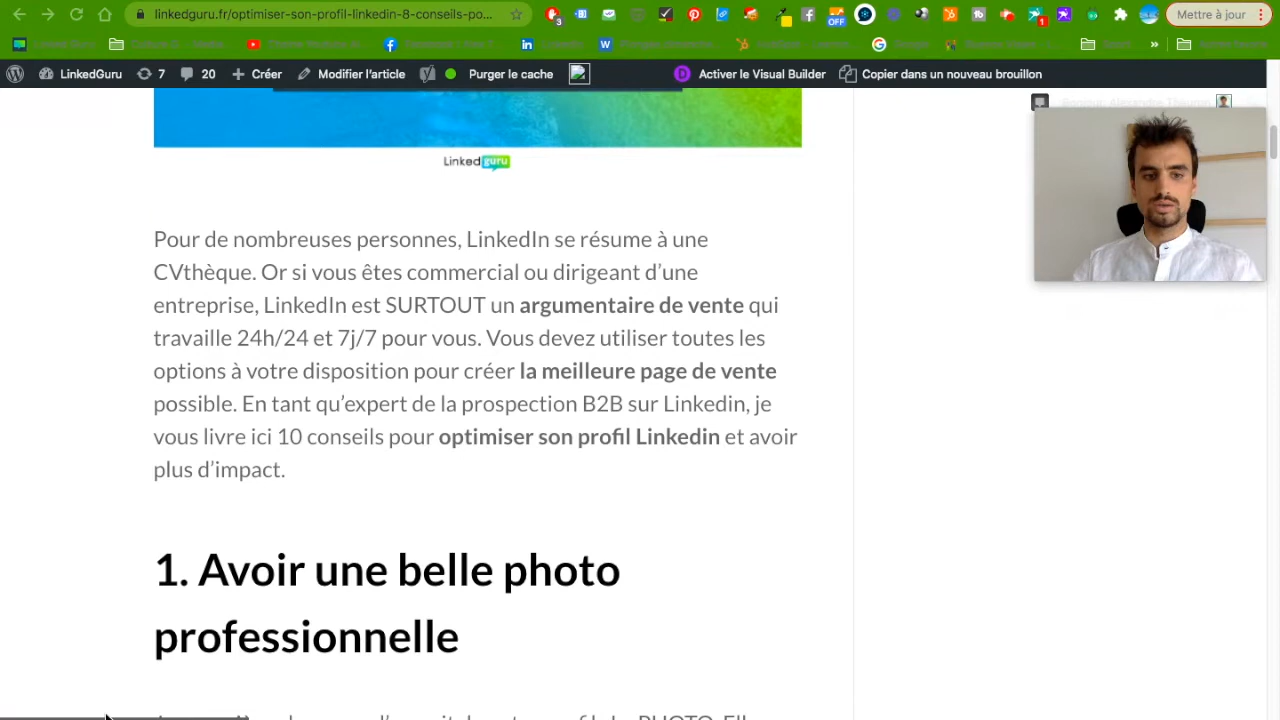 linkedguru.fr/optimiser-son-profil-linkedin-8-conseils-po...
Mettre à jour
LinkedGuru 7 20 Créer Modifier l'article Purger le cache Activer le Visual Builder Copier dans un nouveau brouillon
Linked guru
Pour de nombreuses personnes, LinkedIn se résume à une
CVthèque. Or si vous êtes commercial ou dirigeant d'une
entreprise, LinkedIn est SURTOUT un argumentaire de vente qui
travaille 24h/24 et 7j/7 pour vous. Vous devez utiliser toutes les
options à votre disposition pour créer la meilleure page de vente
possible. En tant qu'expert de la prospection B2B sur Linkedin, je
vous livre ici 10 conseils pour optimiser son profil Linkedin et avoir
plus d'impact.
1. Avoir une belle photo
professionnelle